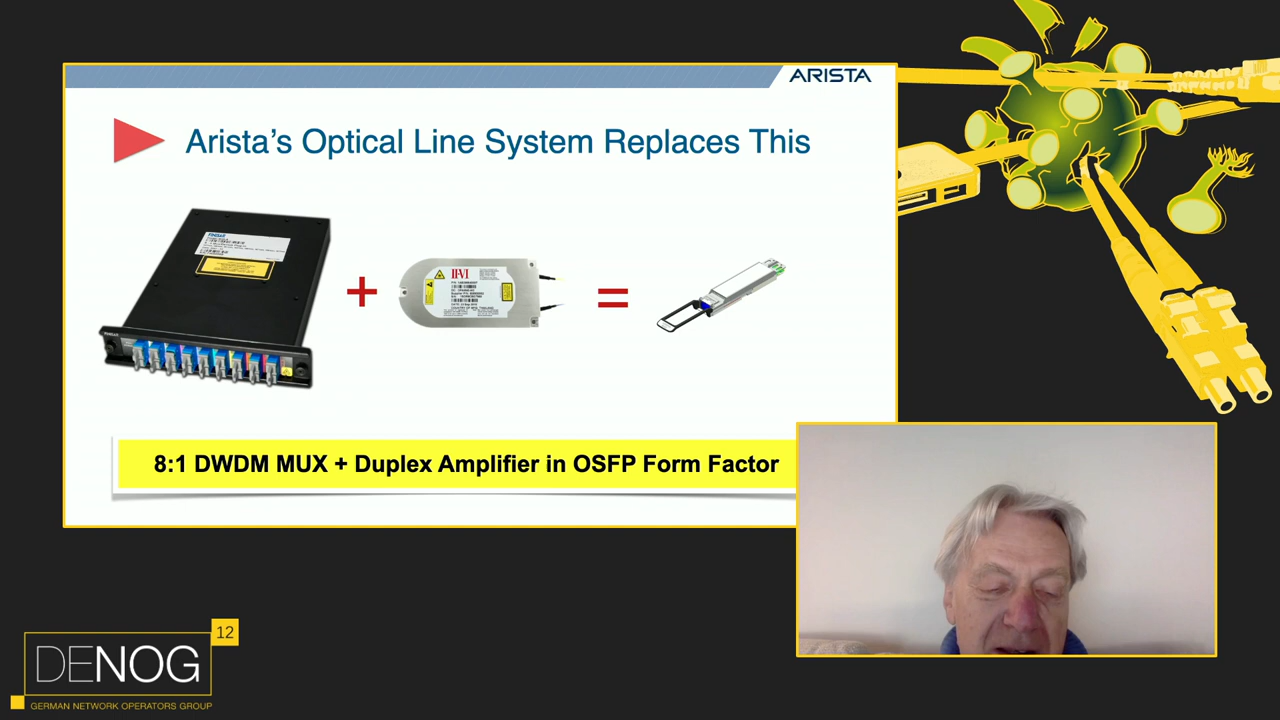 ARISTA
Arista's Optical Line System Replaces This
II-VI
+
=
8:1 DWDM MUX + Duplex Amplifier in OSFP Form Factor
12
DENOG
GERMAN NETWORK OPERATORS GROUP